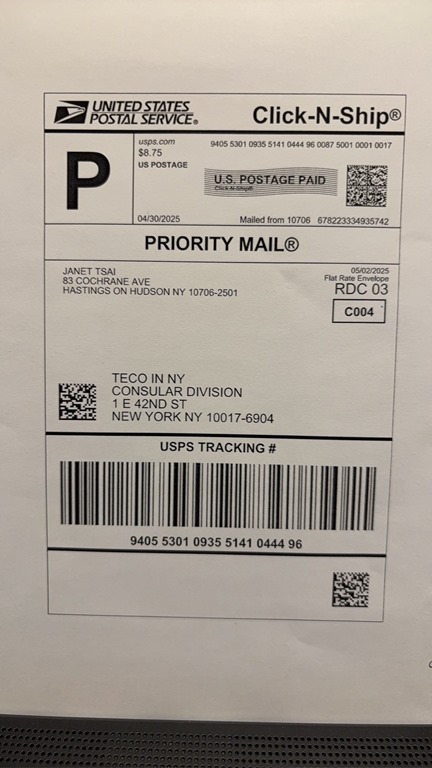 UNITED STATES
POSTAL SERVICE®
Click-N-Ship®
P
usps.com
$8.75
US POSTAGE
9405 5301 0935 5141 0444 96 0087 5001 0001 0017
U.S. POSTAGE PAID
Click-N-Ship®
04/30/2025
Mailed from 10706 678223334935742
PRIORITY MAIL®
JANET TSAI
83 COCHRANE AVE
HASTINGS ON HUDSON NY 10706-2501
05/02/2025
Flat Rate Envelope
RDC 03
C004
TECO IN NY
CONSULAR DIVISION
1 E 42ND ST
NEW YORK NY 10017-6904
USPS TRACKING #
9405 5301 0935 5141 0444 96